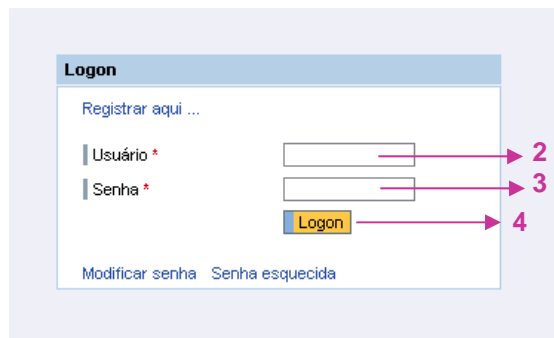 Logon
Registrar aqui ...
Usuário * 2
Senha * 3
Logon 4
Modificar senha Senha esquecida